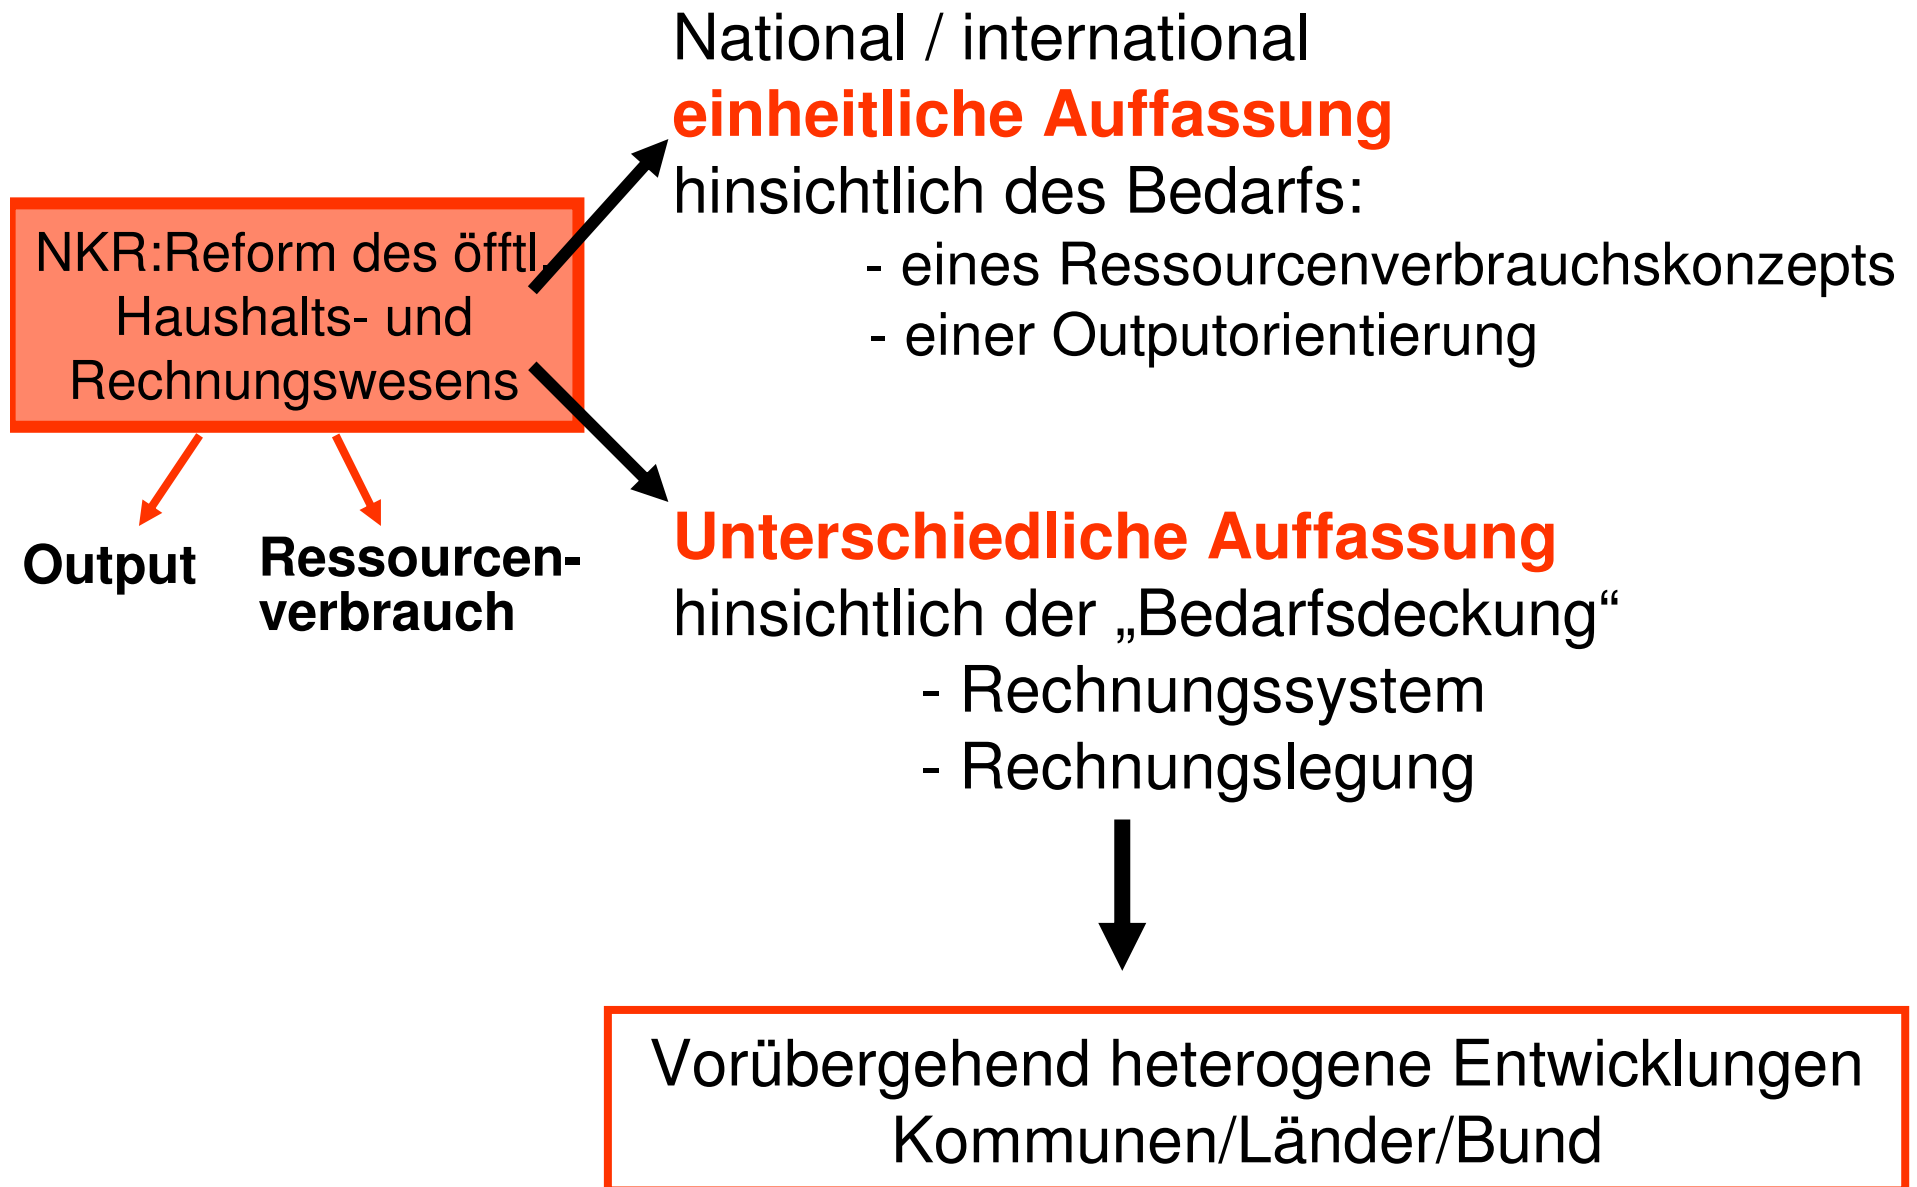 National / international
einheitliche Auffassung
hinsichtlich des Bedarfs:
- eines Ressourcenverbrauchskonzepts
- einer Outputorientierung
NKR:Reform des öfftl.
Haushalts- und
Rechnungswesens
Output
Ressourcen-
verbrauch
Unterschiedliche Auffassung
hinsichtlich der „Bedarfsdeckung“
- Rechnungssystem
- Rechnungslegung
Vorübergehend heterogene Entwicklungen
Kommunen/Länder/Bund